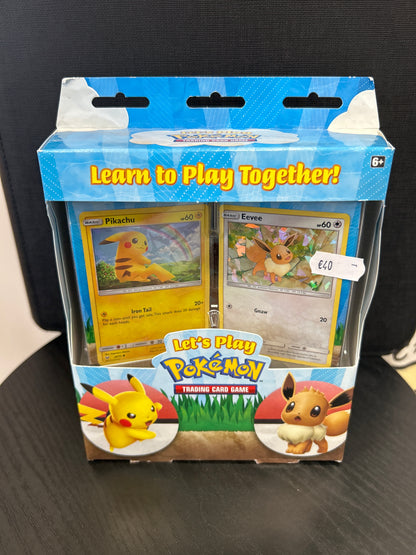 Learn to Play Together!
6+
BASIC Pikachu HP60
Iron Tail 20×
BASIC Eevee HP60
€40
Gnaw 20
Let's Play
Pokémon
TRADING CARD GAME